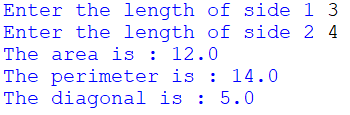 Enter the length of side 1 3
Enter the length of side 2 4
The area is : 12.0
The perimeter is : 14.0
The diagonal is : 5.0